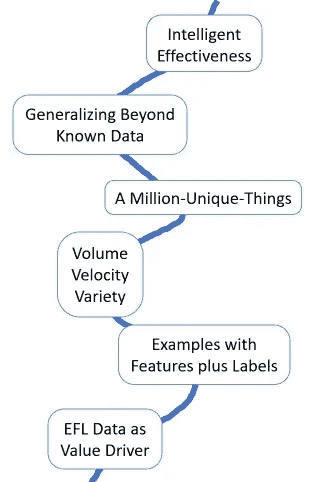 Intelligent
Effectiveness
Generalizing Beyond
Known Data
A Million-Unique-Things
Volume
Velocity
Variety
Examples with
Features plus Labels
EFL Data as
Value Driver